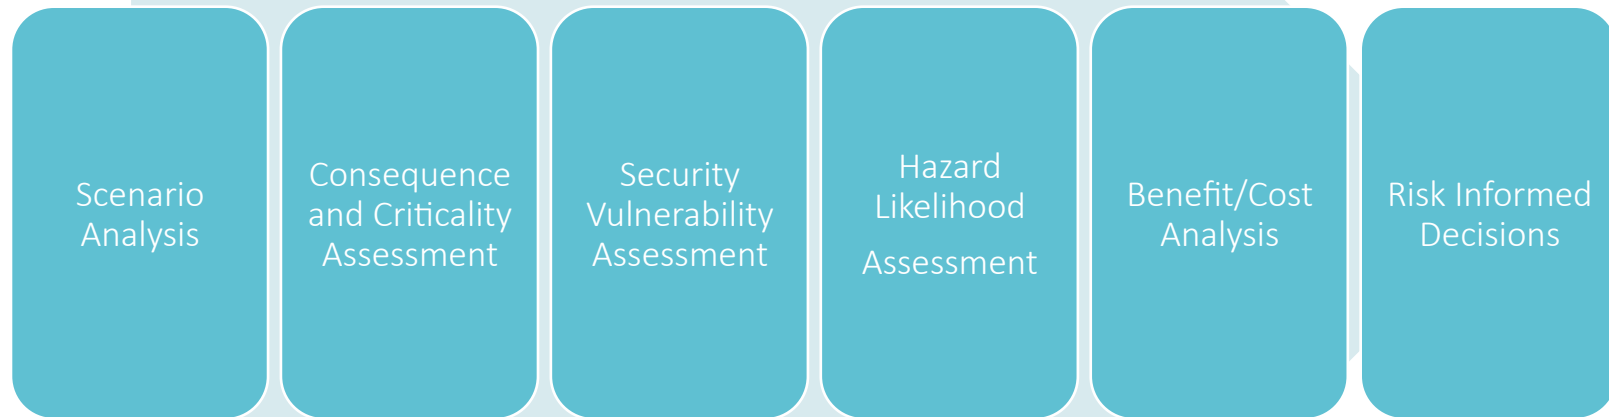 Scenario
Analysis
Consequence
and Criticality
Assessment
Security
Vulnerability
Assessment
Hazard
Likelihood
Assessment
Benefit/Cost
Analysis
Risk Informed
Decisions